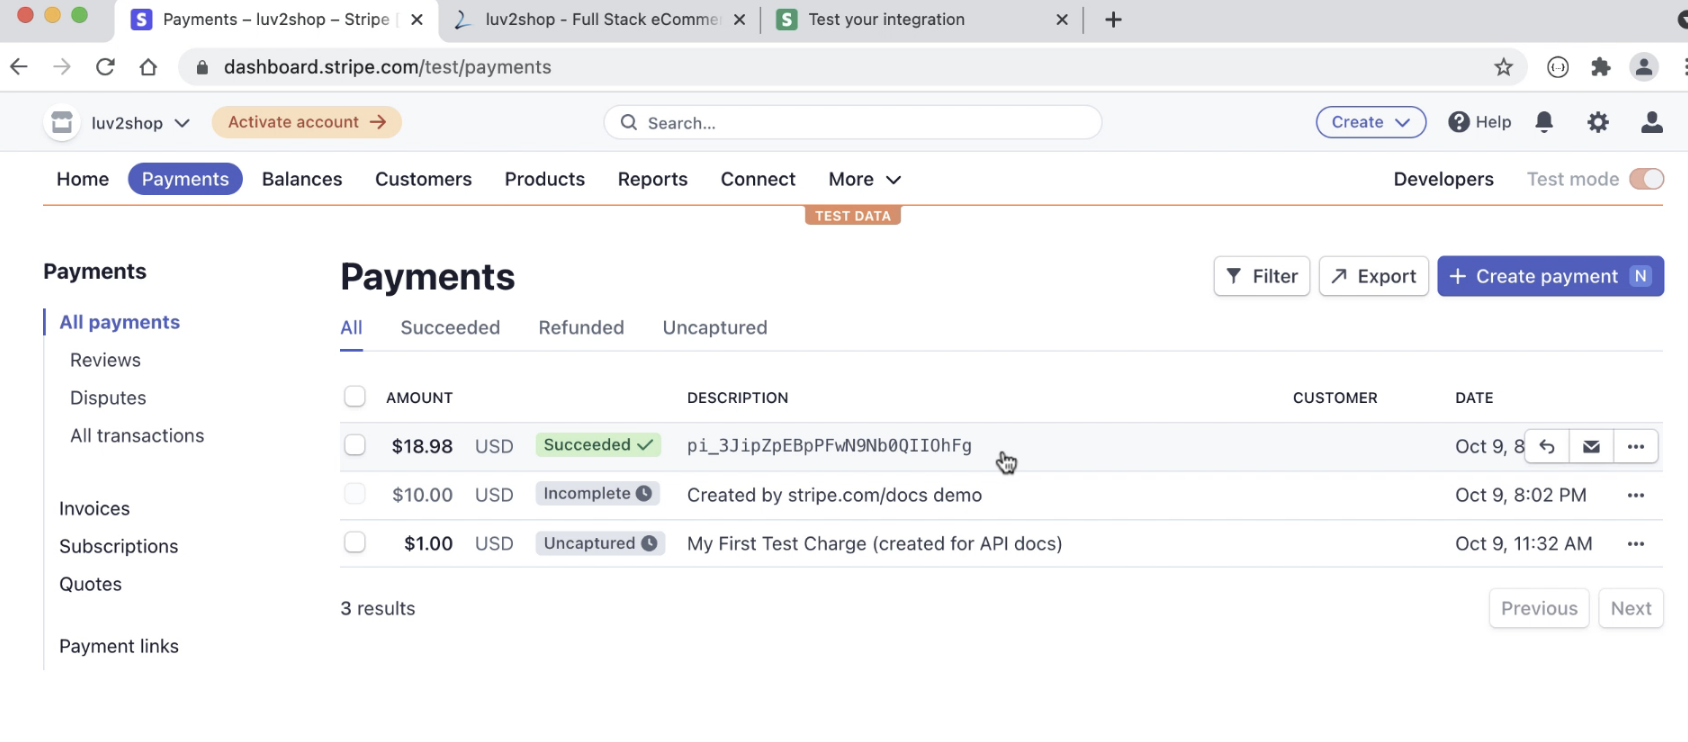 Payments – luv2shop – Stripe [
luv2shop - Full Stack eComme
Test your integration
dashboard.stripe.com/test/payments
luv2shop
Activate account →
Search...
Create
Help
Home
Payments
Balances
Customers
Products
Reports
Connect
More
Developers
Test mode
TEST DATA
Payments
All payments
Reviews
Disputes
All transactions
Invoices
Subscriptions
Quotes
Payment links
Payments
Filter
Export
+ Create payment N
All
Succeeded
Refunded
Uncaptured
AMOUNT DESCRIPTION CUSTOMER DATE
$18.98 USD Succeeded ✓ pi_3JipZpEBpPFwN9Nb0QIIOhFg Oct 9, 8
$10.00 USD Incomplete Created by stripe.com/docs demo Oct 9, 8:02 PM
$1.00 USD Uncaptured My First Test Charge (created for API docs) Oct 9, 11:32 AM
3 results
Previous
Next